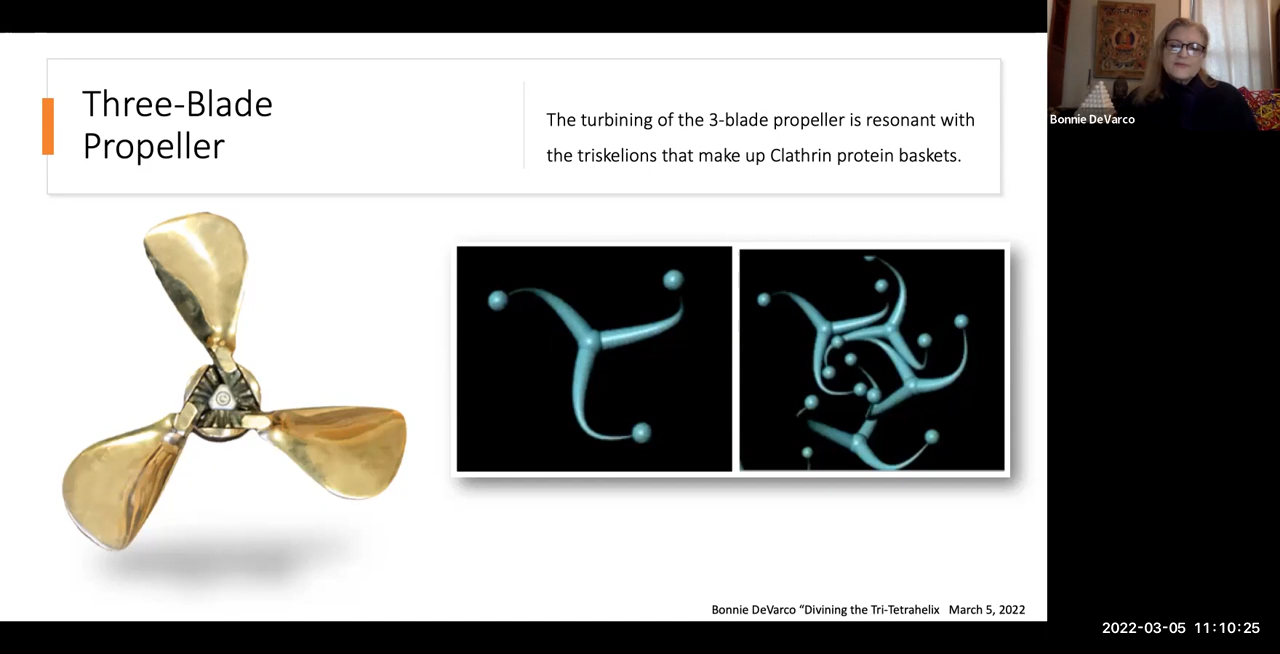 Three-Blade
Propeller
The turbining of the 3-blade propeller is resonant with
the triskelions that make up Clathrin protein baskets.
Bonnie DeVarco
Bonnie DeVarco “Divining the Tri-Tetrahelix March 5, 2022
2022-03-05 11:10:25